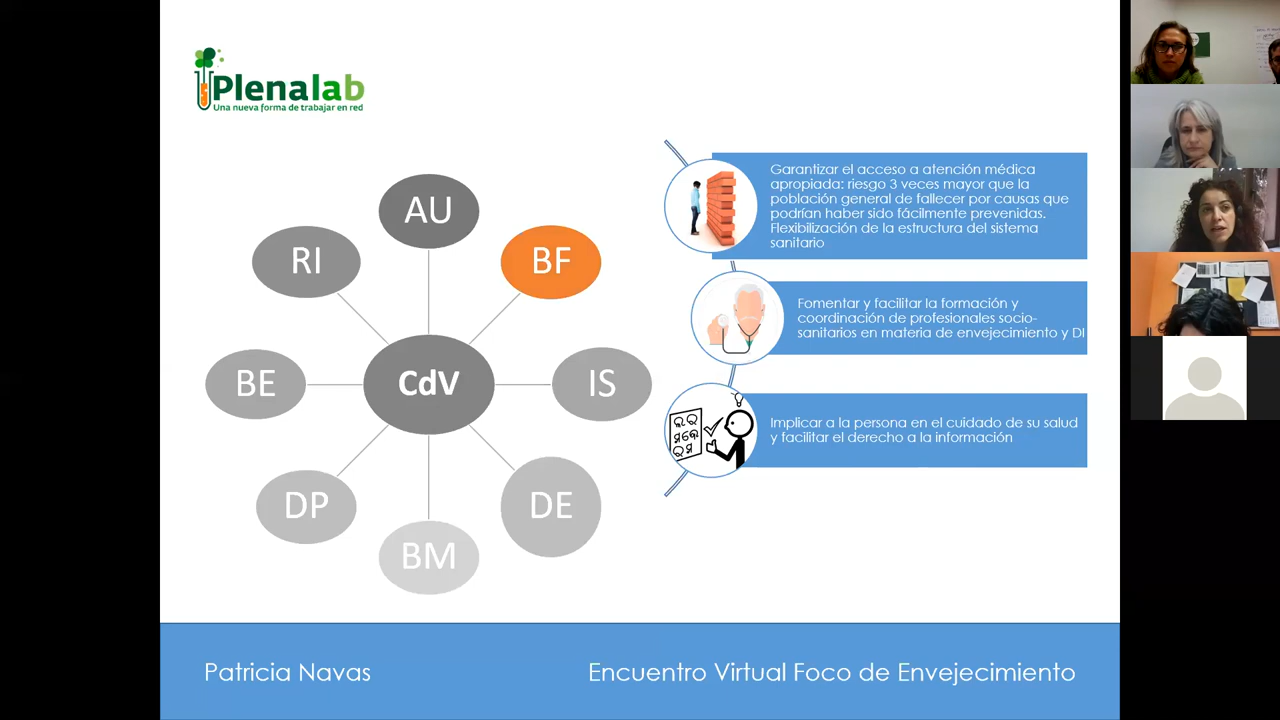 Plenalab
Una nueva forma de trabajar en red
AU
BF
RI
BE
CdV
IS
DP
DE
BM
Garantizar el acceso a atención médica
apropiada: riesgo 3 veces mayor que la
población general de fallecer por causas que
podrían haber sido fácilmente prevenidas.
Flexibilización de la estructura del sistema
sanitario
Fomentar y facilitar la formación y
coordinación de profesionales socio-
sanitarios en materia de envejecimiento y DI
Implicar a la persona en el cuidado de su salud
y facilitar el derecho a la información
Patricia Navas
Encuentro Virtual Foco de Envejecimiento